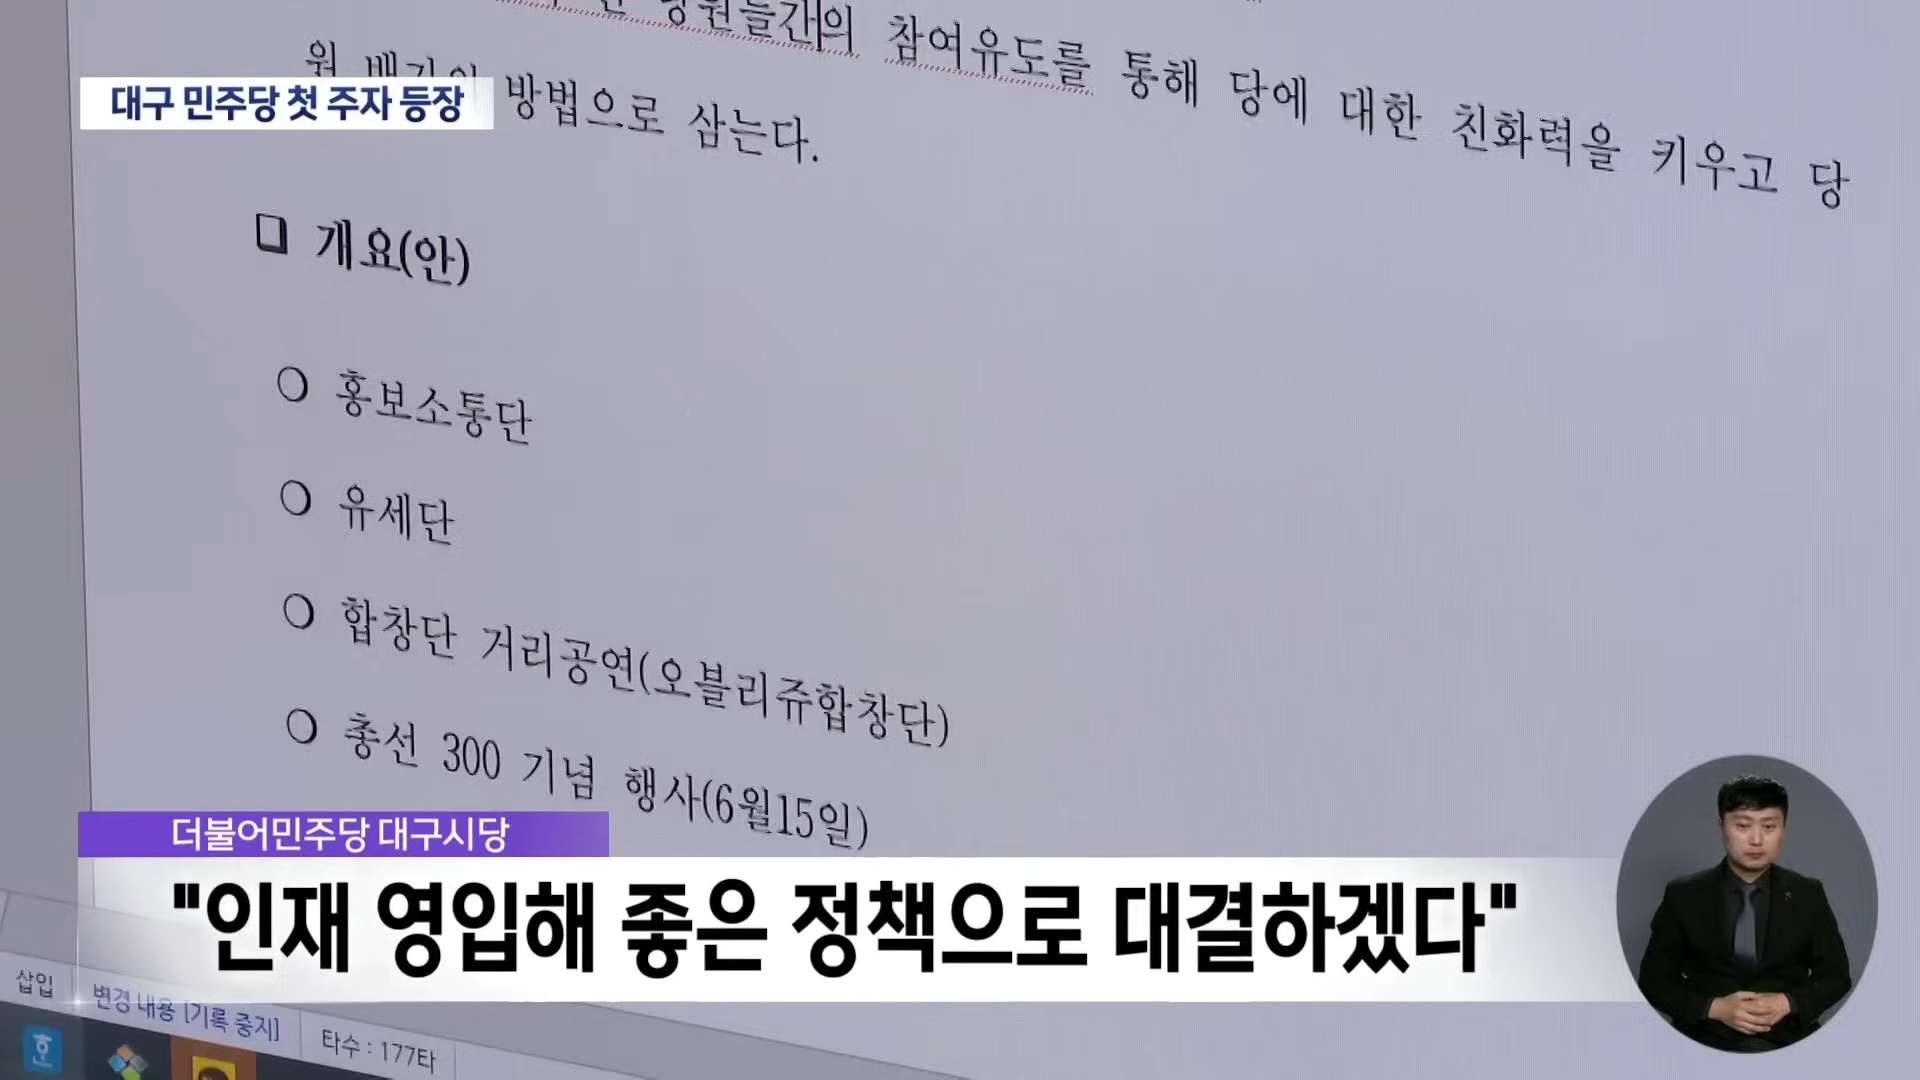 당원들간의 참여유도를 통해 당에 대한 친화력을 키우고 당
방법으로 삼는다.
대구 민주당 첫 주자 등장
❏ 개요(안)
○ 홍보소통단
○ 유세단
○ 합창단 거리공연(오블리쥬합창단)
○ 총선 300 기념 행사(6월15일)
더불어민주당 대구시당
"인재 영입해 좋은 정책으로 대결하겠다"
삽입 변경 내용 [기록 중지] 타수 : 177타